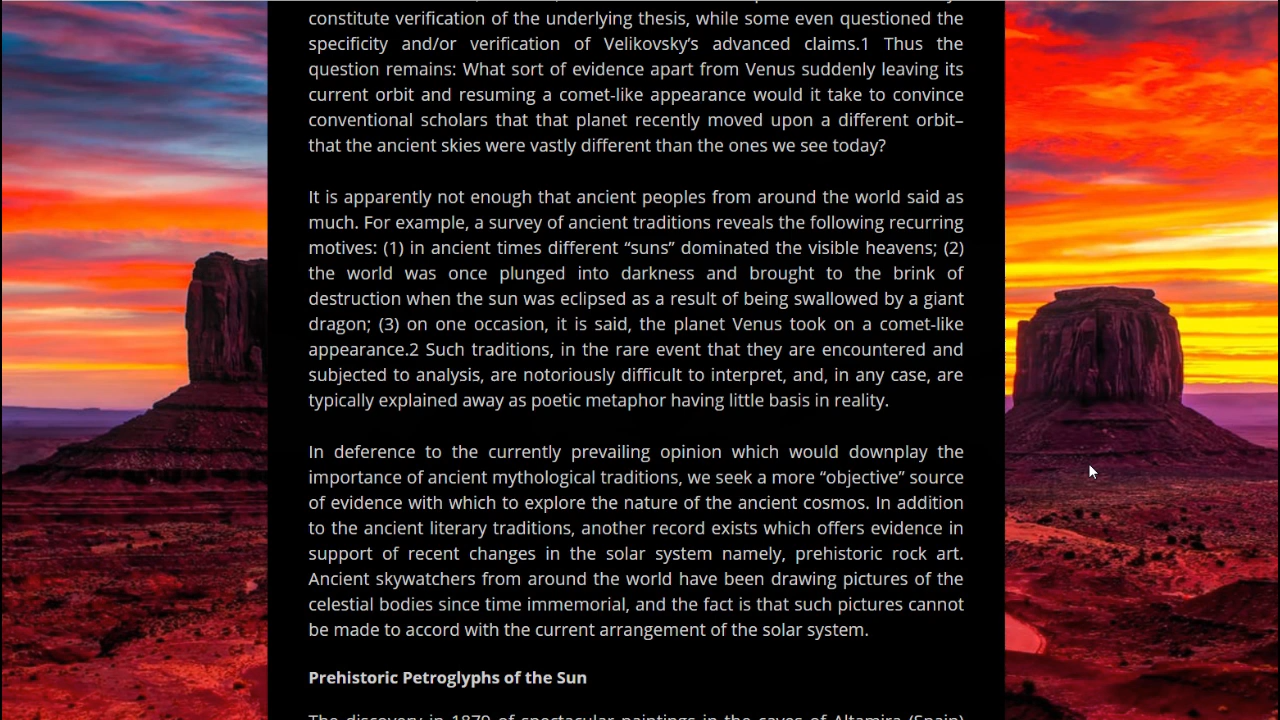 constitute verification of the underlying thesis, while some even questioned the
specificity and/or verification of Velikovsky’s advanced claims.1 Thus the
question remains: What sort of evidence apart from Venus suddenly leaving its
current orbit and resuming a comet-like appearance would it take to convince
conventional scholars that that planet recently moved upon a different orbit–
that the ancient skies were vastly different than the ones we see today?
It is apparently not enough that ancient peoples from around the world said as
much. For example, a survey of ancient traditions reveals the following recurring
motives: (1) in ancient times different “suns” dominated the visible heavens; (2)
the world was once plunged into darkness and brought to the brink of
destruction when the sun was eclipsed as a result of being swallowed by a giant
dragon; (3) on one occasion, it is said, the planet Venus took on a comet-like
appearance.2 Such traditions, in the rare event that they are encountered and
subjected to analysis, are notoriously difficult to interpret, and, in any case, are
typically explained away as poetic metaphor having little basis in reality.
In deference to the currently prevailing opinion which would downplay the
importance of ancient mythological traditions, we seek a more “objective” source
of evidence with which to explore the nature of the ancient cosmos. In addition
to the ancient literary traditions, another record exists which offers evidence in
support of recent changes in the solar system namely, prehistoric rock art.
Ancient skywatchers from around the world have been drawing pictures of the
celestial bodies since time immemorial, and the fact is that such pictures cannot
be made to accord with the current arrangement of the solar system.
Prehistoric Petroglyphs of the Sun
The discovery in 1879 of spectacular paintings in the caves of Altamira (Spain)